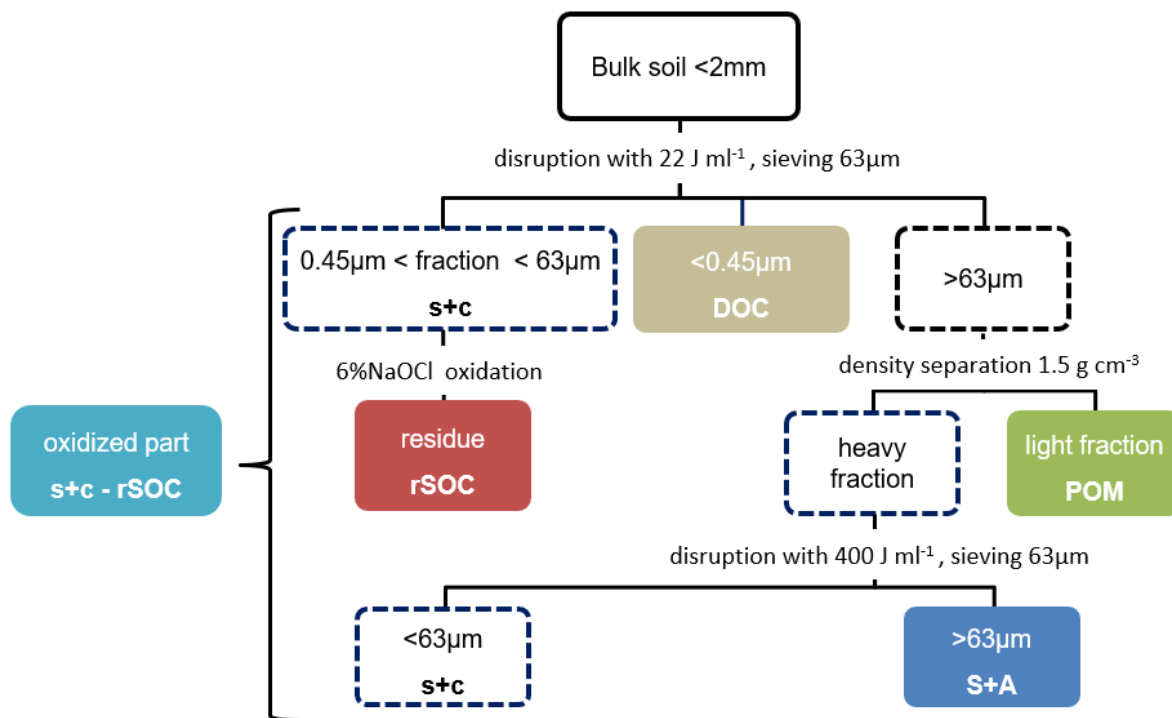 Bulk soil <2mm
disruption with 22 J ml⁻¹ , sieving 63µm
0.45µm < fraction < 63µm
s+c
<0.45µm
DOC
>63µm
6%NaOCl oxidation
density separation 1.5 g cm⁻³
oxidized part
s+c - rSOC
residue
rSOC
heavy
fraction
light fraction
POM
disruption with 400 J ml⁻¹ , sieving 63µm
<63µm
s+c
>63µm
S+A